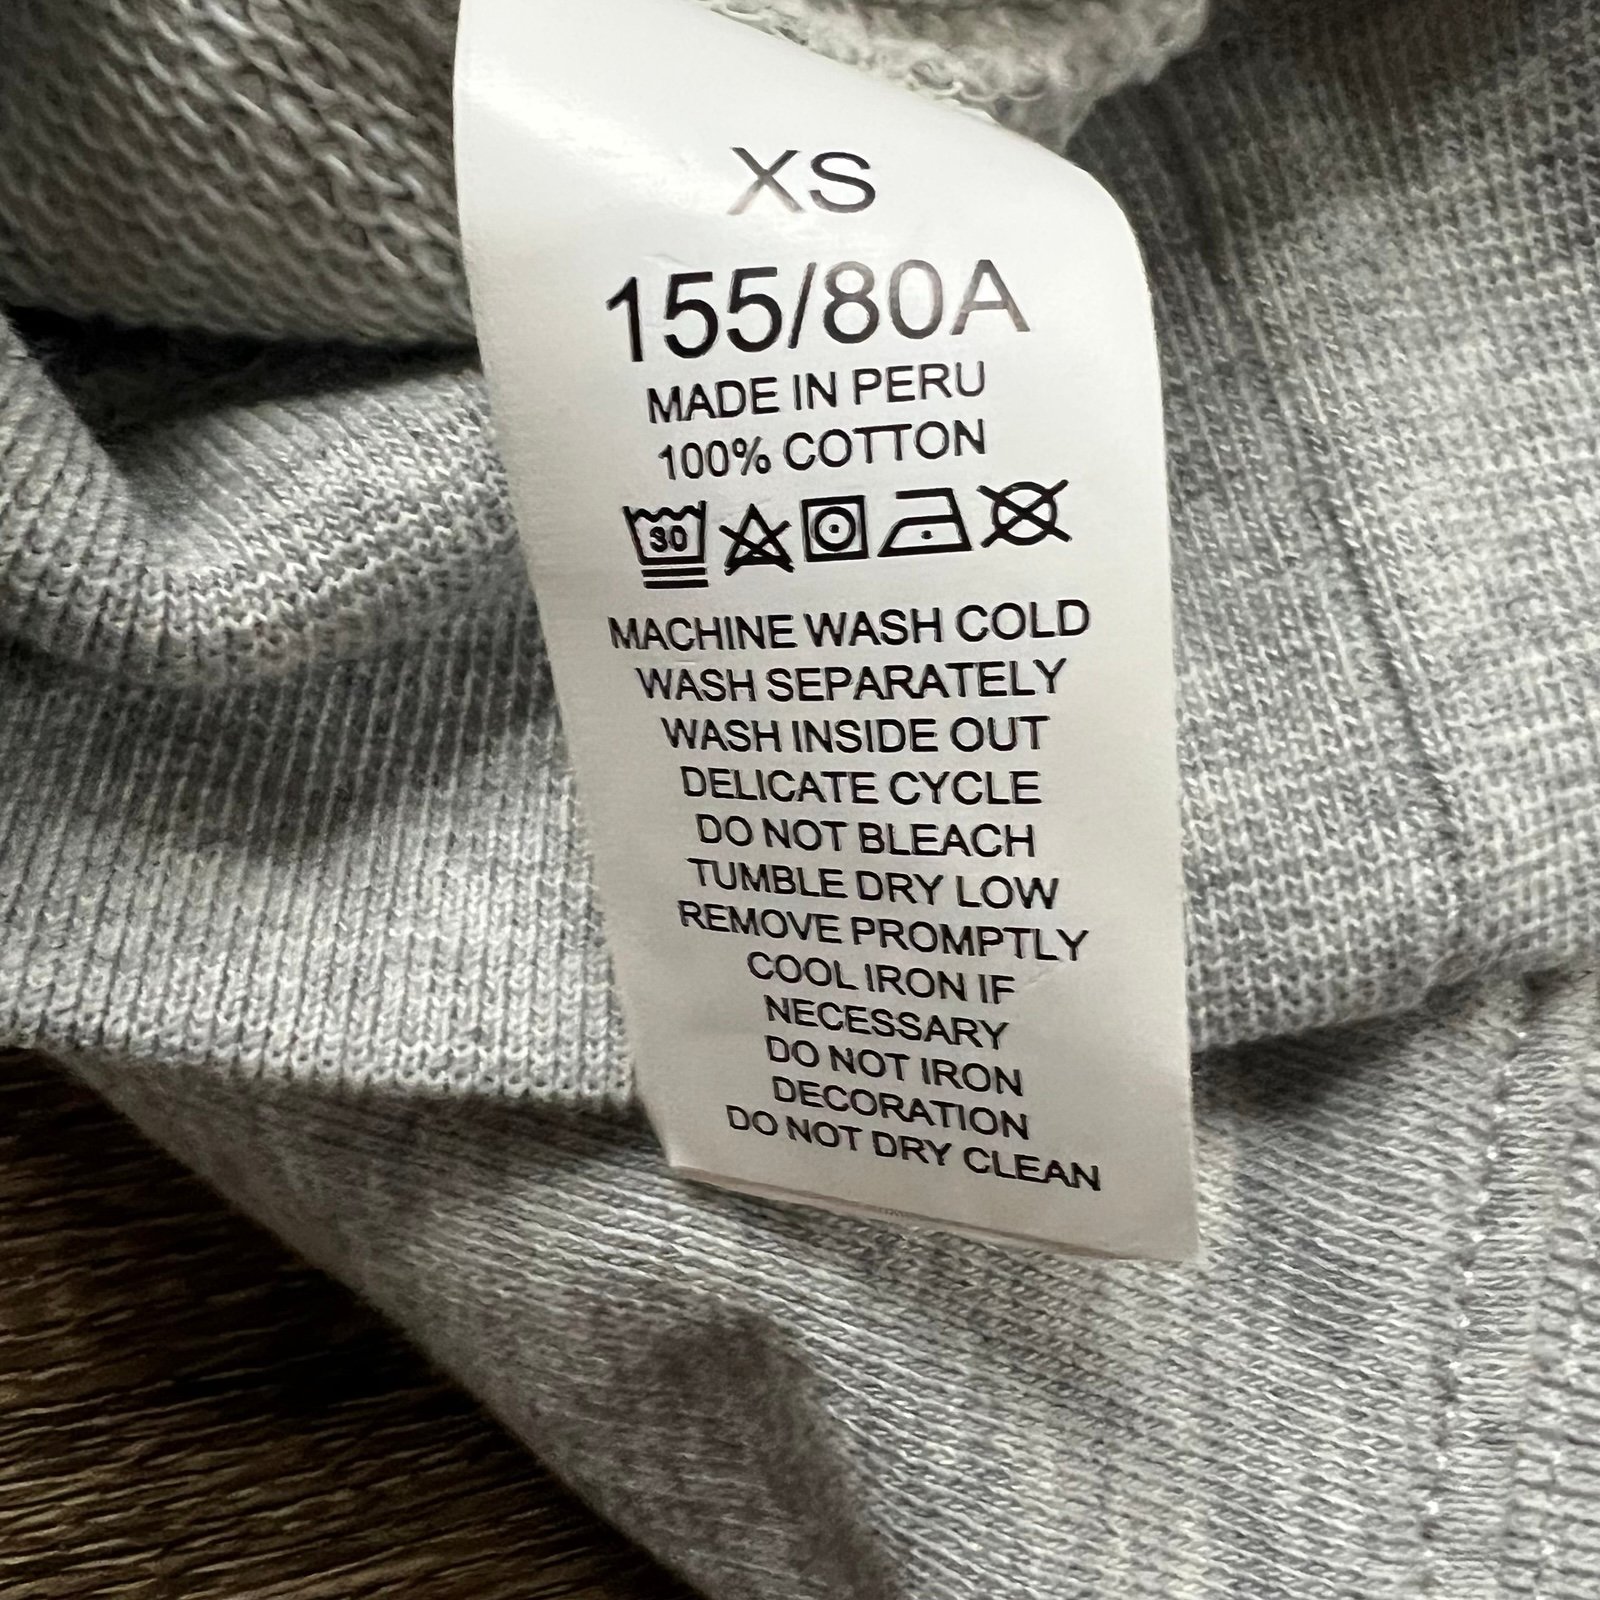 XS
155/80A
MADE IN PERU
100% COTTON
30
MACHINE WASH COLD
WASH SEPARATELY
WASH INSIDE OUT
DELICATE CYCLE
DO NOT BLEACH
TUMBLE DRY LOW
REMOVE PROMPTLY
COOL IRON IF
NECESSARY
DO NOT IRON
DECORATION
DO NOT DRY CLEAN